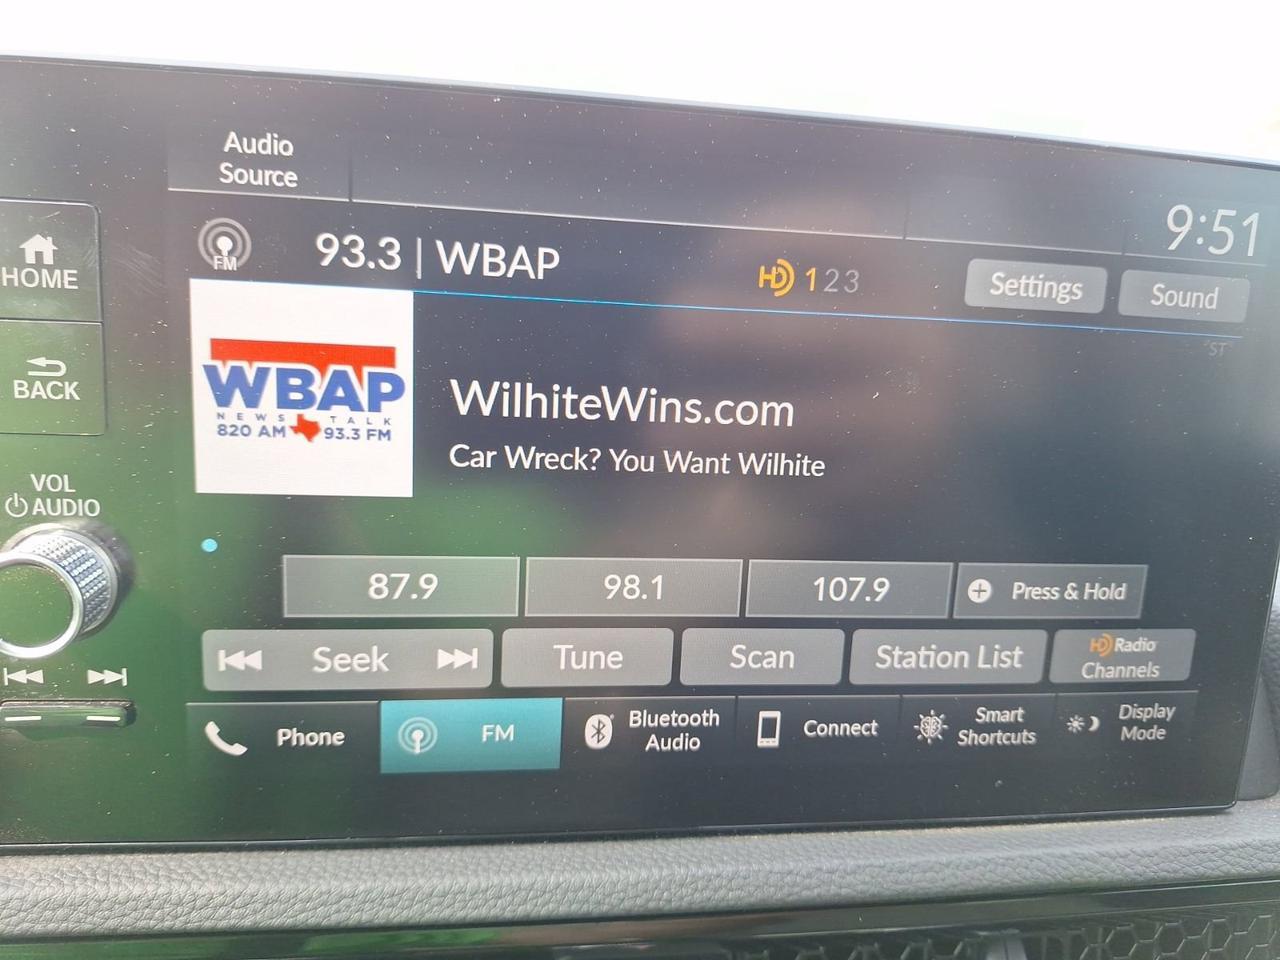 Audio
Source
9:51
HOME
FM
93.3 | WBAP
HD 1 2 3
Settings
Sound
ST
BACK
WBAP
NEWS TALK
820 AM 93.3 FM
WilhiteWins.com
Car Wreck? You Want Wilhite
VOL
AUDIO
87.9
98.1
107.9
+ Press & Hold
Seek
Tune
Scan
Station List
HD Radio
Channels
Phone
FM
Bluetooth
Audio
Connect
Smart
Shortcuts
Display
Mode